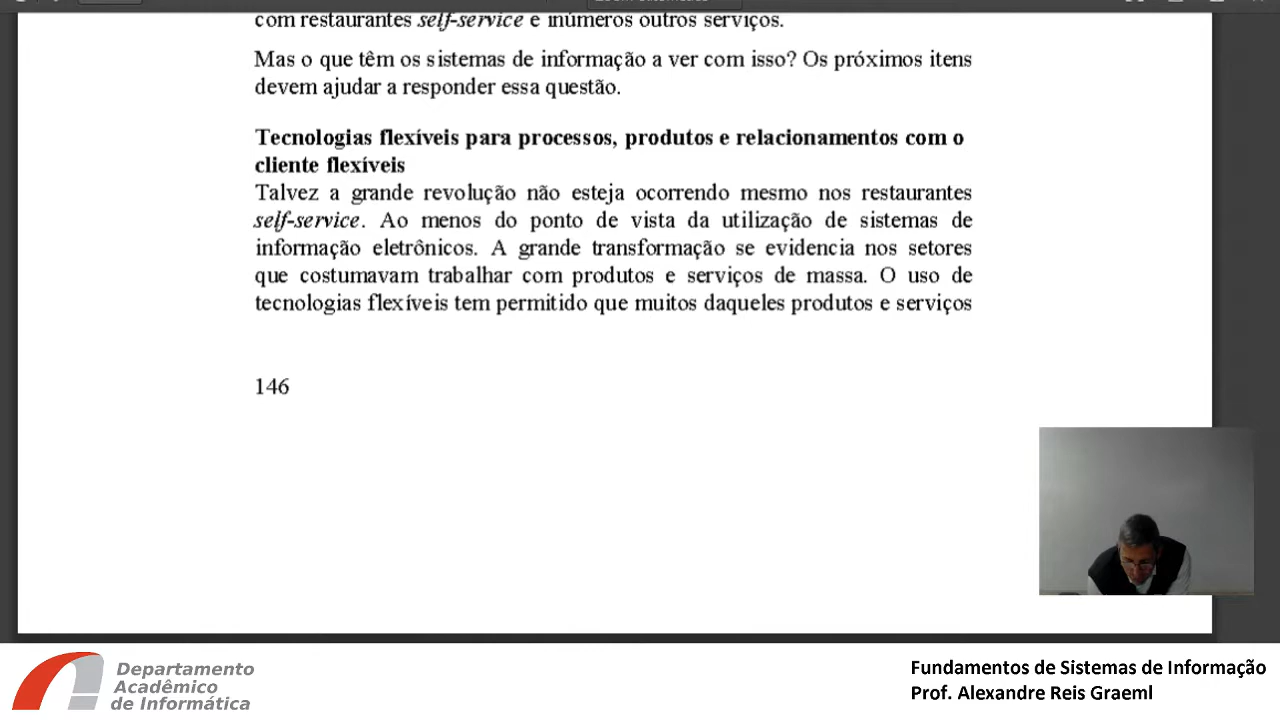 com restaurantes self-service e inúmeros outros serviços.
Mas o que têm os sistemas de informação a ver com isso? Os próximos itens
devem ajudar a responder essa questão.
Tecnologias flexíveis para processos, produtos e relacionamentos com o
cliente flexíveis
Talvez a grande revolução não esteja ocorrendo mesmo nos restaurantes
self-service. Ao menos do ponto de vista da utilização de sistemas de
informação eletrônicos. A grande transformação se evidencia nos setores
que costumavam trabalhar com produtos e serviços de massa. O uso de
tecnologias flexíveis tem permitido que muitos daqueles produtos e serviços
146
Departamento
Acadêmico
de Informática
Fundamentos de Sistemas de Informação
Prof. Alexandre Reis Graeml